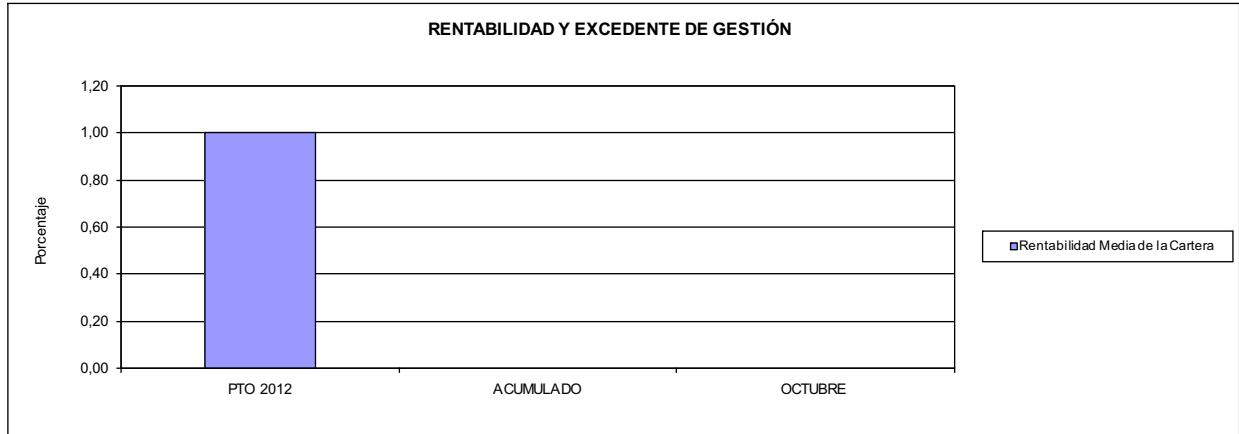 RENTABILIDAD Y EXCEDENTE DE GESTIÓN
1,20
1,00
0,80
0,60
0,40
0,20
0,00
Porcentaje
PTO 2012
ACUMULADO
OCTUBRE
Rentabilidad Media de la Cartera